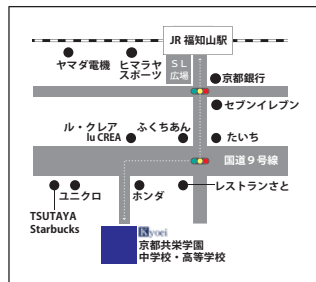 JR 福知山駅
ヤマダ電機
ヒマラヤ
スポーツ
SL
広場
京都銀行
セブンイレブン
ル・クレア
lu CREA
ふくちあん
たいち
国道9号線
TSUTAYA
Starbucks
ユニクロ
ホンダ
レストランさと
Kyoei
京都共栄学園
中学校・高等学校